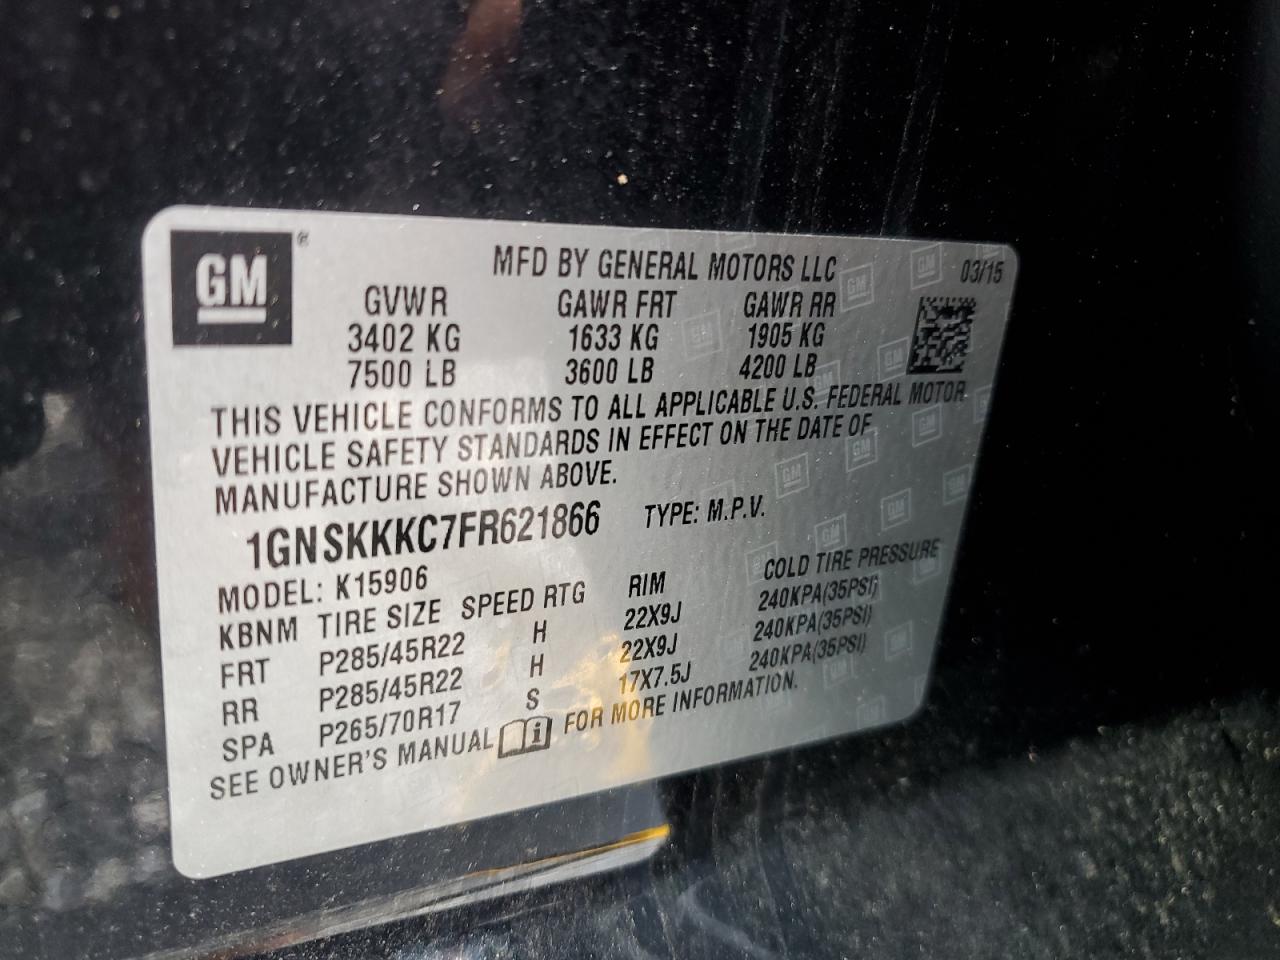 GM ®
MFD BY GENERAL MOTORS LLC 03/15
GVWR GAWR FRT GAWR RR
3402 KG 1633 KG 1905 KG
7500 LB 3600 LB 4200 LB
THIS VEHICLE CONFORMS TO ALL APPLICABLE U.S. FEDERAL MOTOR
VEHICLE SAFETY STANDARDS IN EFFECT ON THE DATE OF
MANUFACTURE SHOWN ABOVE.
1GNSKKKC7FR621866 TYPE: M.P.V.
MODEL: K15906
KBNM TIRE SIZE SPEED RTG RIM COLD TIRE PRESSURE
FRT P285/45R22 H 22X9J 240KPA(35PSI)
RR P285/45R22 H 22X9J 240KPA(35PSI)
SPA P265/70R17 S 17X7.5J 240KPA(35PSI)
SEE OWNER'S MANUAL i FOR MORE INFORMATION.